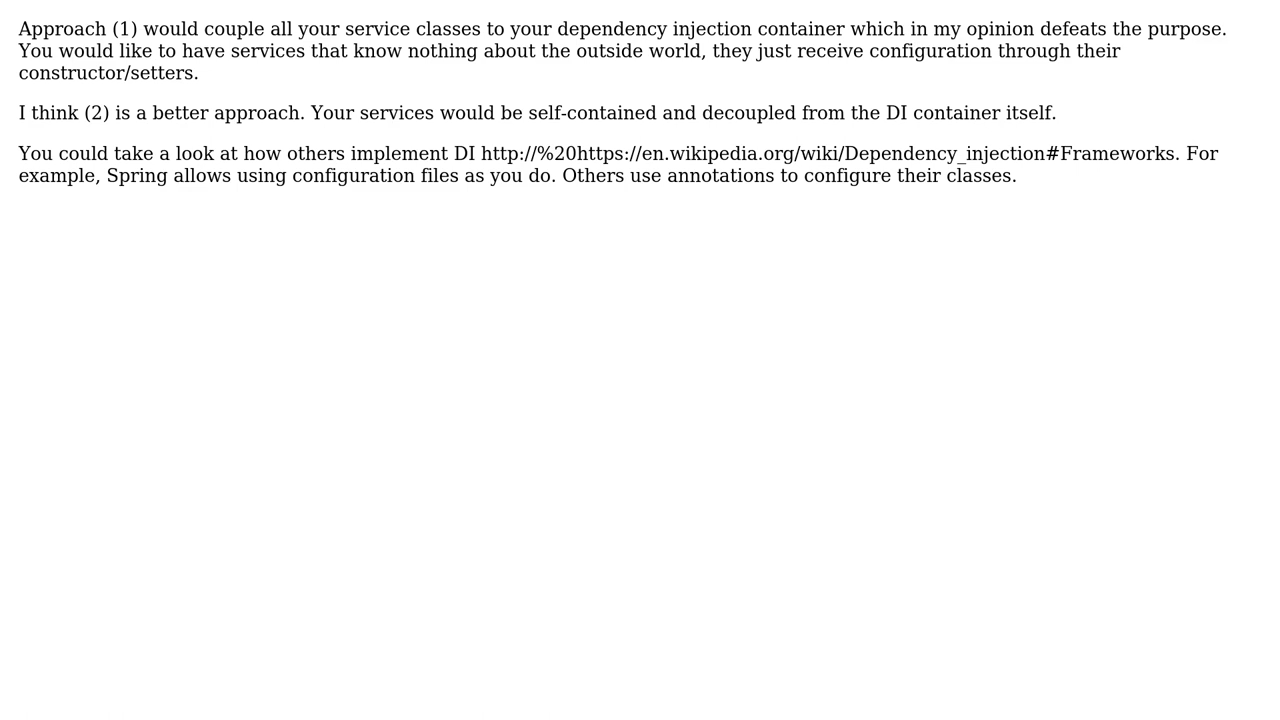 Approach (1) would couple all your service classes to your dependency injection container which in my opinion defeats the purpose.
You would like to have services that know nothing about the outside world, they just receive configuration through their
constructor/setters.
I think (2) is a better approach. Your services would be self-contained and decoupled from the DI container itself.
You could take a look at how others implement DI http://%20https://en.wikipedia.org/wiki/Dependency_injection#Frameworks. For
example, Spring allows using configuration files as you do. Others use annotations to configure their classes.